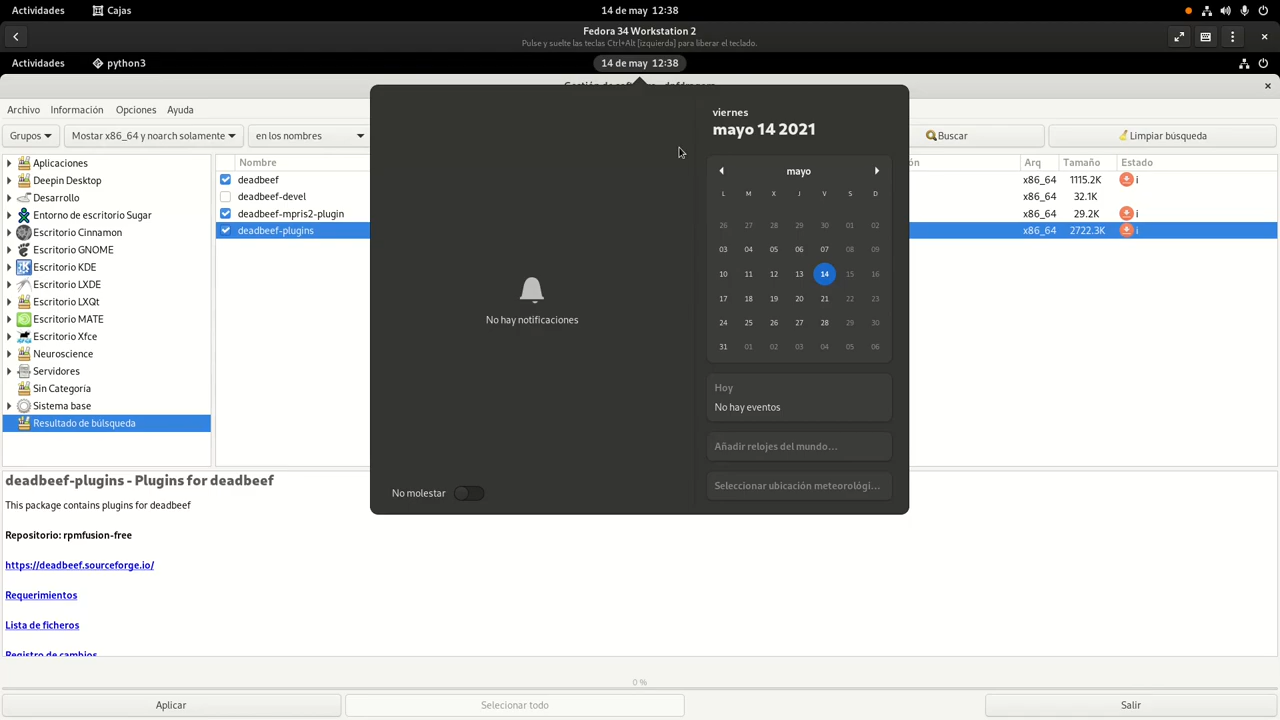 Actividades Cajas 14 de may 12:38
Fedora 34 Workstation 2
Pulse y suelte las teclas Ctrl+Alt [izquierda] para liberar el teclado.
Actividades python3 14 de may 12:38
Archivo Información Opciones Ayuda
Grupos Mostar x86_64 y noarch solamente en los nombres Buscar Limpiar búsqueda
Aplicaciones
Deepin Desktop
Desarrollo
Entorno de escritorio Sugar
Escritorio Cinnamon
Escritorio GNOME
Escritorio KDE
Escritorio LXDE
Escritorio LXQt
Escritorio MATE
Escritorio Xfce
Neuroscience
Servidores
Sin Categoría
Sistema base
Resultado de búlsqueda
Nombre Arq Tamaño Estado
deadbeef x86_64 1115.2K i
deadbeef-devel x86_64 32.1K
deadbeef-mpris2-plugin x86_64 29.2K i
deadbeef-plugins x86_64 2722.3K i
No hay notificaciones
No molestar
viernes
mayo 14 2021
mayo
L M X J V S D
26 27 28 29 30 01 02
03 04 05 06 07 08 09
10 11 12 13 14 15 16
17 18 19 20 21 22 23
24 25 26 27 28 29 30
31 01 02 03 04 05 06
Hoy
No hay eventos
Añadir relojes del mundo…
Seleccionar ubicación meteorológi…
deadbeef-plugins - Plugins for deadbeef
This package contains plugins for deadbeef
Repositorio: rpmfusion-free
https://deadbeef.sourceforge.io/
Requerimientos
Lista de ficheros
Registro de cambios
0 %
Aplicar Selecionar todo Salir